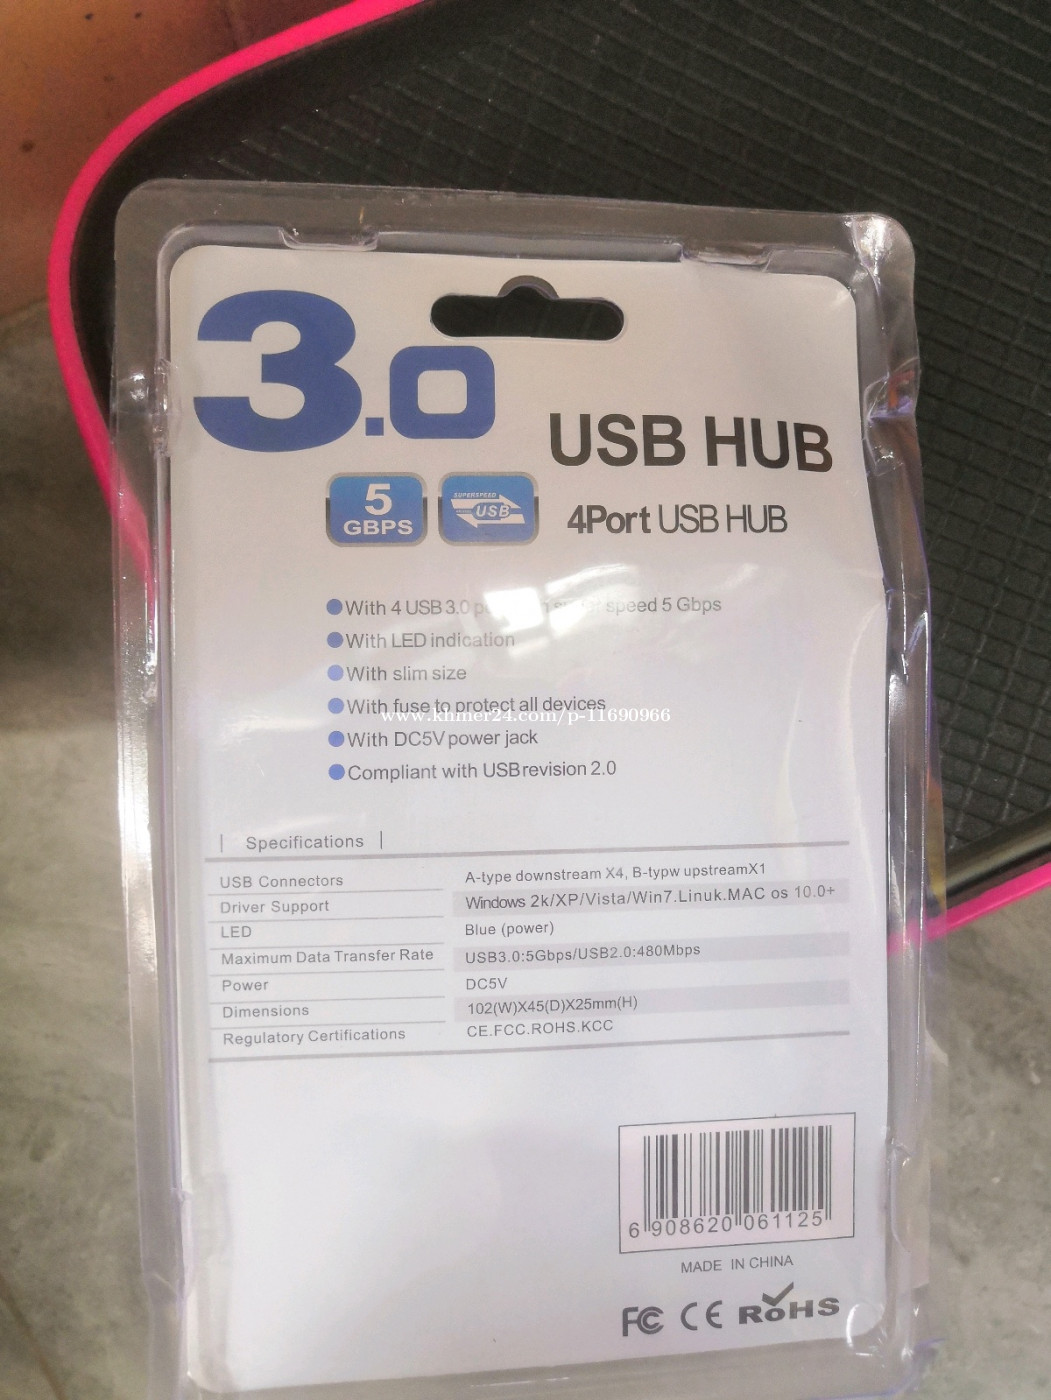 3.0
USB HUB
5
GBPS
SUPERSPEED
USB
4Port USB HUB
With 4 USB 3.0 speed 5 Gbps
With LED indication
With slim size
With fuse to protect all devices
www.khmer24.com/p-11690966
With DC5V power jack
Compliant with USB revision 2.0
Specifications
USB Connectors A-type downstream X4, B-typw upstreamX1
Driver Support Windows 2k/XP/Vista/Win7.Linuk.MAC os 10.0+
LED Blue (power)
Maximum Data Transfer Rate USB3.0:5Gbps/USB2.0:480Mbps
Power DC5V
Dimensions 102(W)X45(D)X25mm(H)
Regulatory Certifications CE.FCC.ROHS.KCC
6 908620 061125
MADE IN CHINA
FC CE RoHS